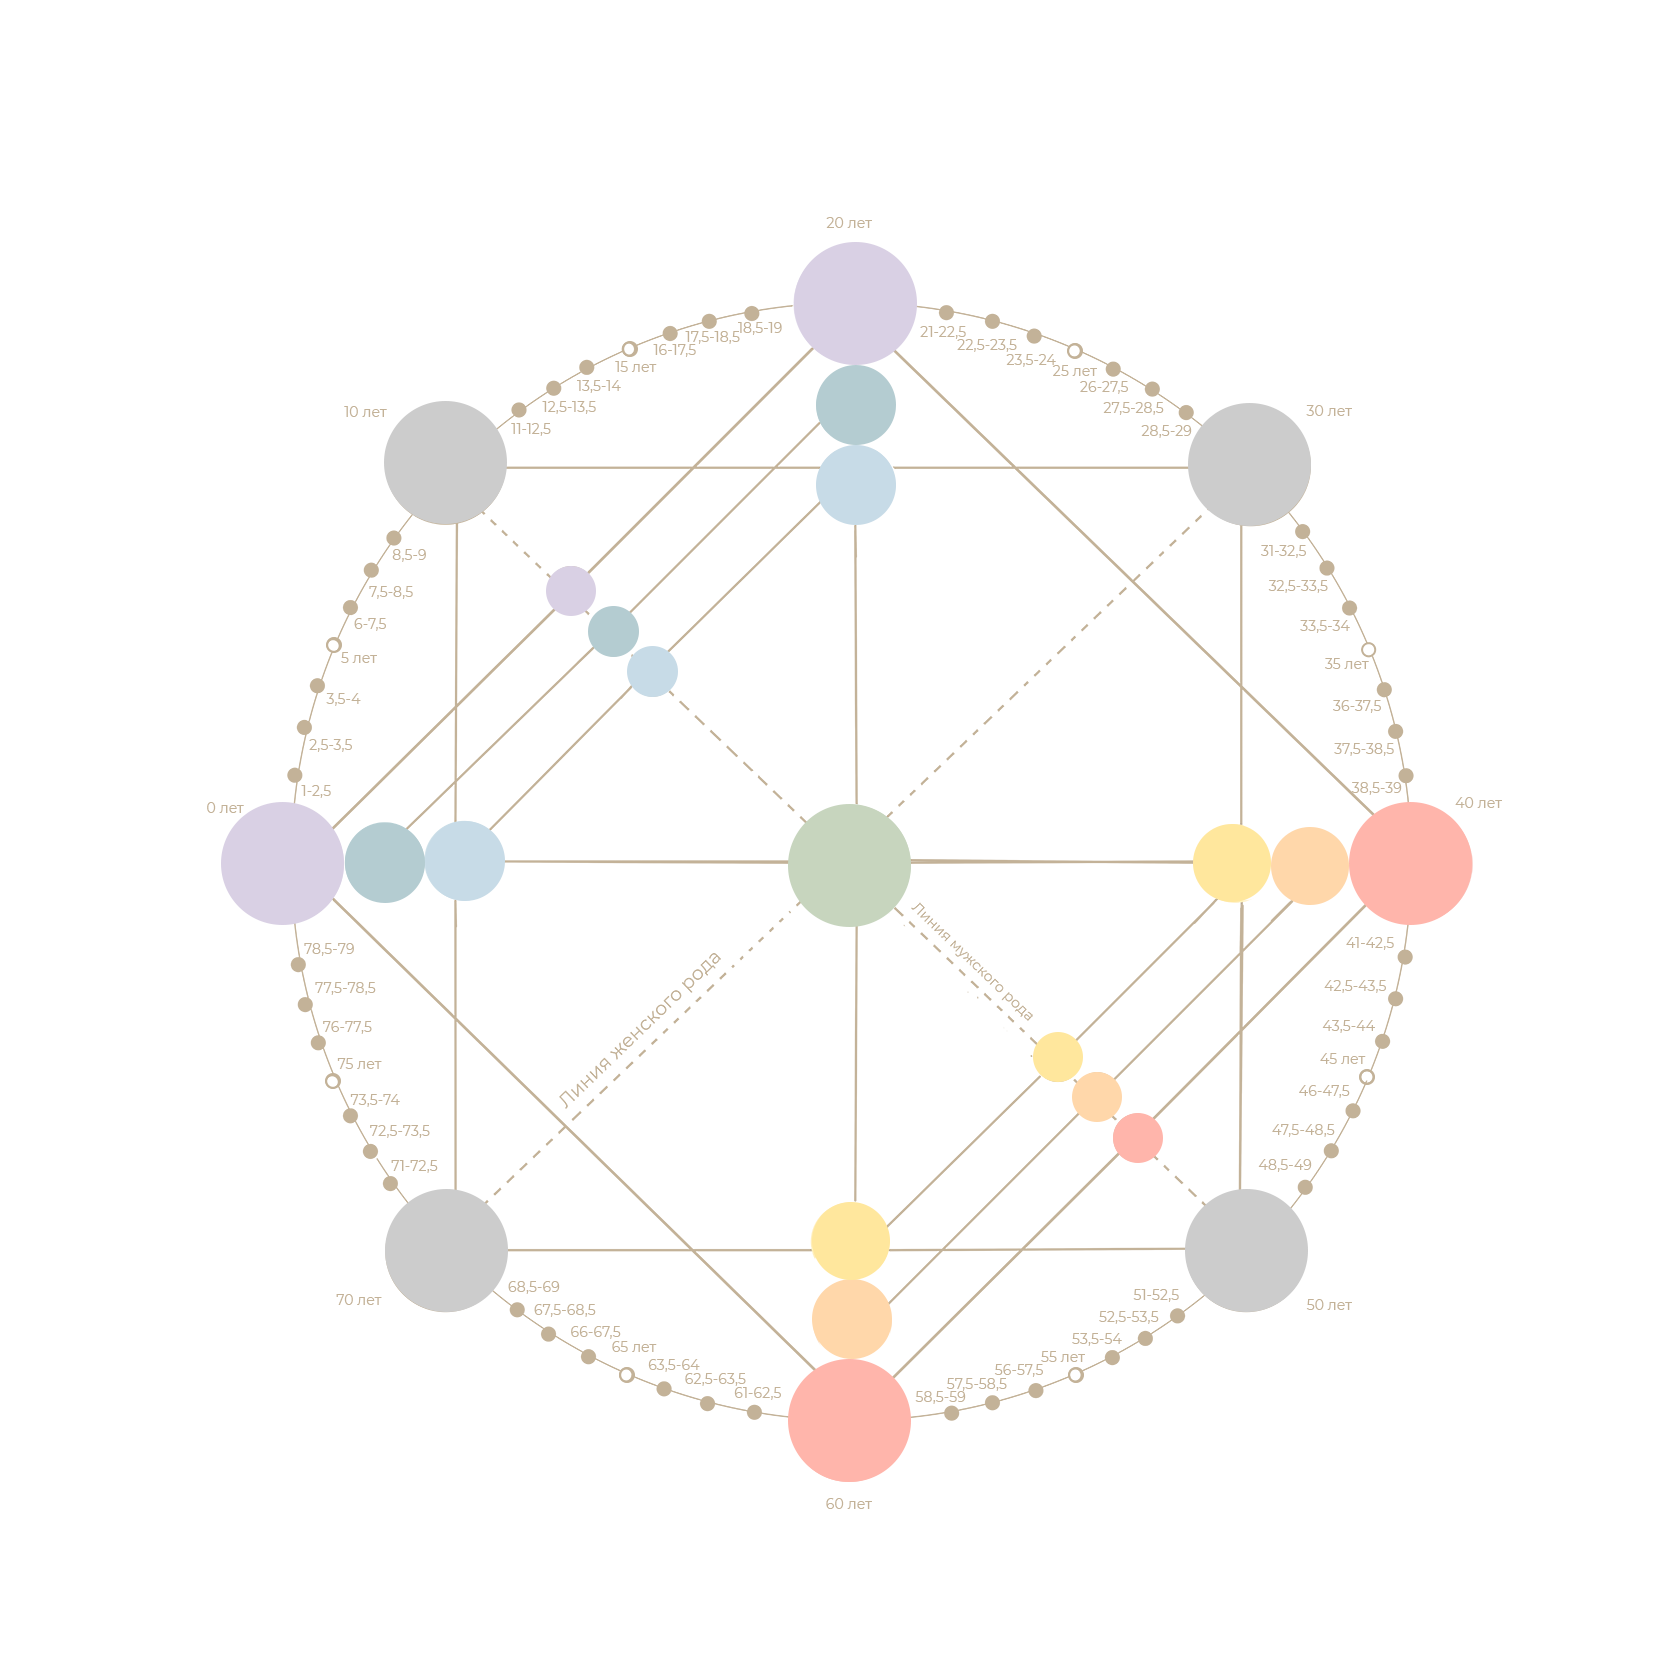 20 лет
18,5-19
17,5-18,5
16-17,5
15 лет
13,5-14
12,5-13,5
11-12,5
10 лет
21-22,5
22,5-23,5
23,5-24
25 лет
26-27,5
27,5-28,5
28,5-29
30 лет
8,5-9
7,5-8,5
6-7,5
5 лет
3,5-4
2,5-3,5
1-2,5
0 лет
31-32,5
32,5-33,5
33,5-34
35 лет
36-37,5
37,5-38,5
38,5-39
40 лет
Линия женского рода
Линия мужского рода
78,5-79
77,5-78,5
76-77,5
75 лет
73,5-74
72,5-73,5
71-72,5
70 лет
41-42,5
42,5-43,5
43,5-44
45 лет
46-47,5
47,5-48,5
48,5-49
50 лет
68,5-69
67,5-68,5
66-67,5
65 лет
63,5-64
62,5-63,5
61-62,5
51-52,5
52,5-53,5
53,5-54
55 лет
56-57,5
57,5-58,5
58,5-59
60 лет